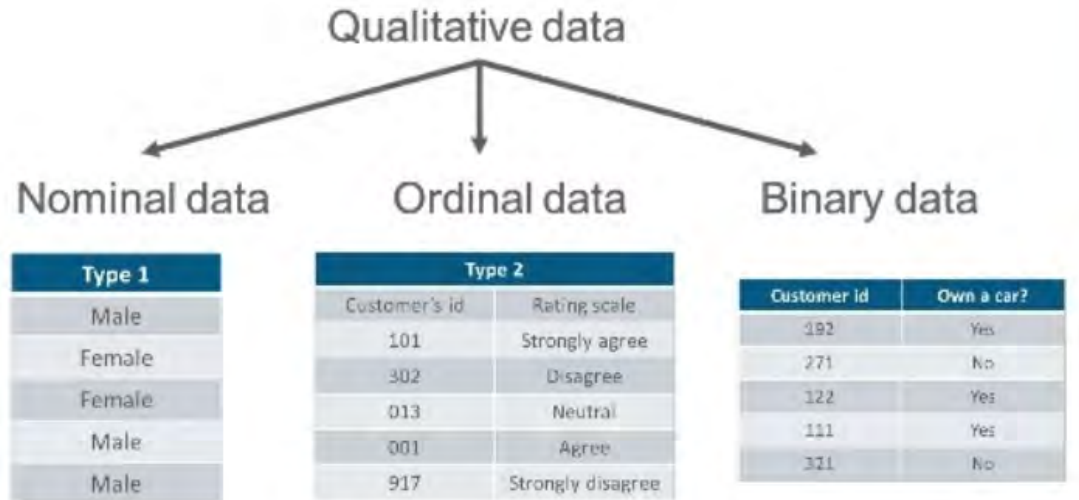 Qualitative data
Nominal data
Ordinal data
Binary data
Type 1
Male
Female
Female
Male
Male
Type 2
Customer's id Rating scale
101 Strongly agree
302 Disagree
013 Neutral
001 Agree
917 Strongly disagree
Customer id Own a car?
192 Yes
271 No
122 Yes
111 Yes
321 No